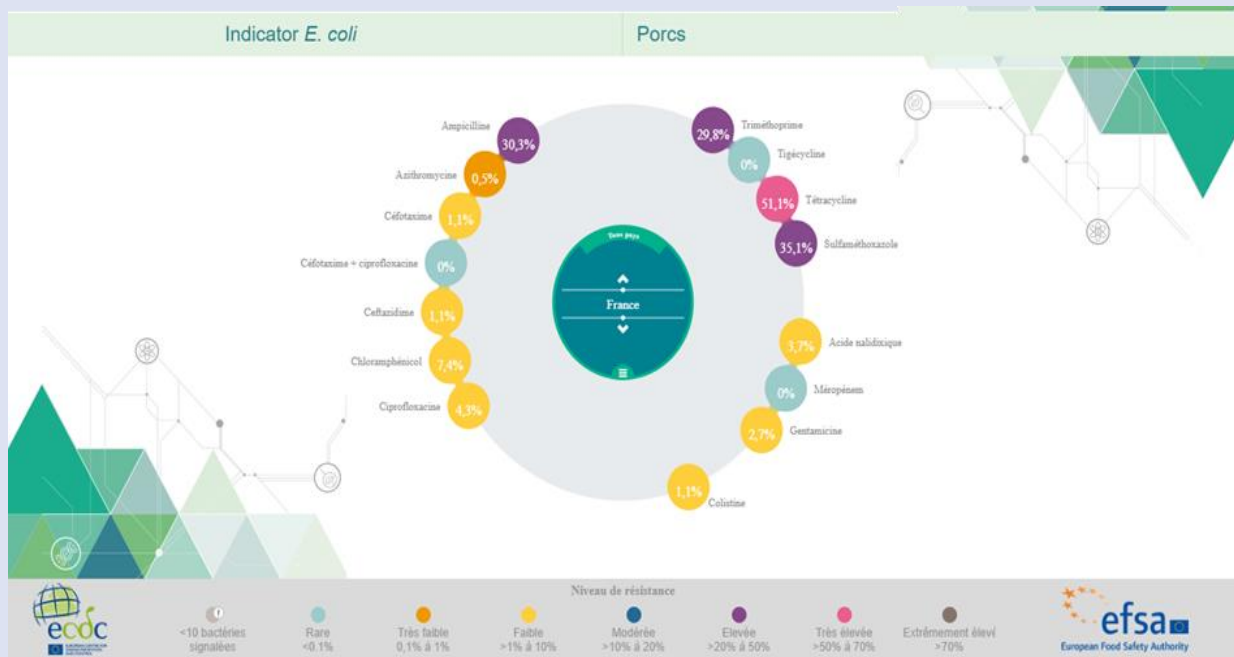 Indicator E. coli
Porcs
Ampicilline
30,3%
Azithromycine
0,5%
Céfotaxime
1,1%
Céfotaxime + ciprofloxacine
0%
Ceftazidime
1,1%
Chloramphénicol
7,4%
Ciprofloxacine
4,3%
29,8%
Triméthoprime
0%
Tigécycline
51,1%
Tétracycline
35,1%
Sulfaméthoxazole
3,7%
Acide nalidixique
0%
Méropénem
2,7%
Gentamicine
1,1%
Colistine
Tous pays
France
Niveau de résistance
<10 bactéries
signalées
Rare
<0.1%
Très faible
0,1% à 1%
Faible
>1% à 10%
Modérée
>10% à 20%
Elevée
>20% à 50%
Très élevée
>50% à 70%
Extrêmement élevé
>70%
ecdc
efsa
European Food Safety Authority